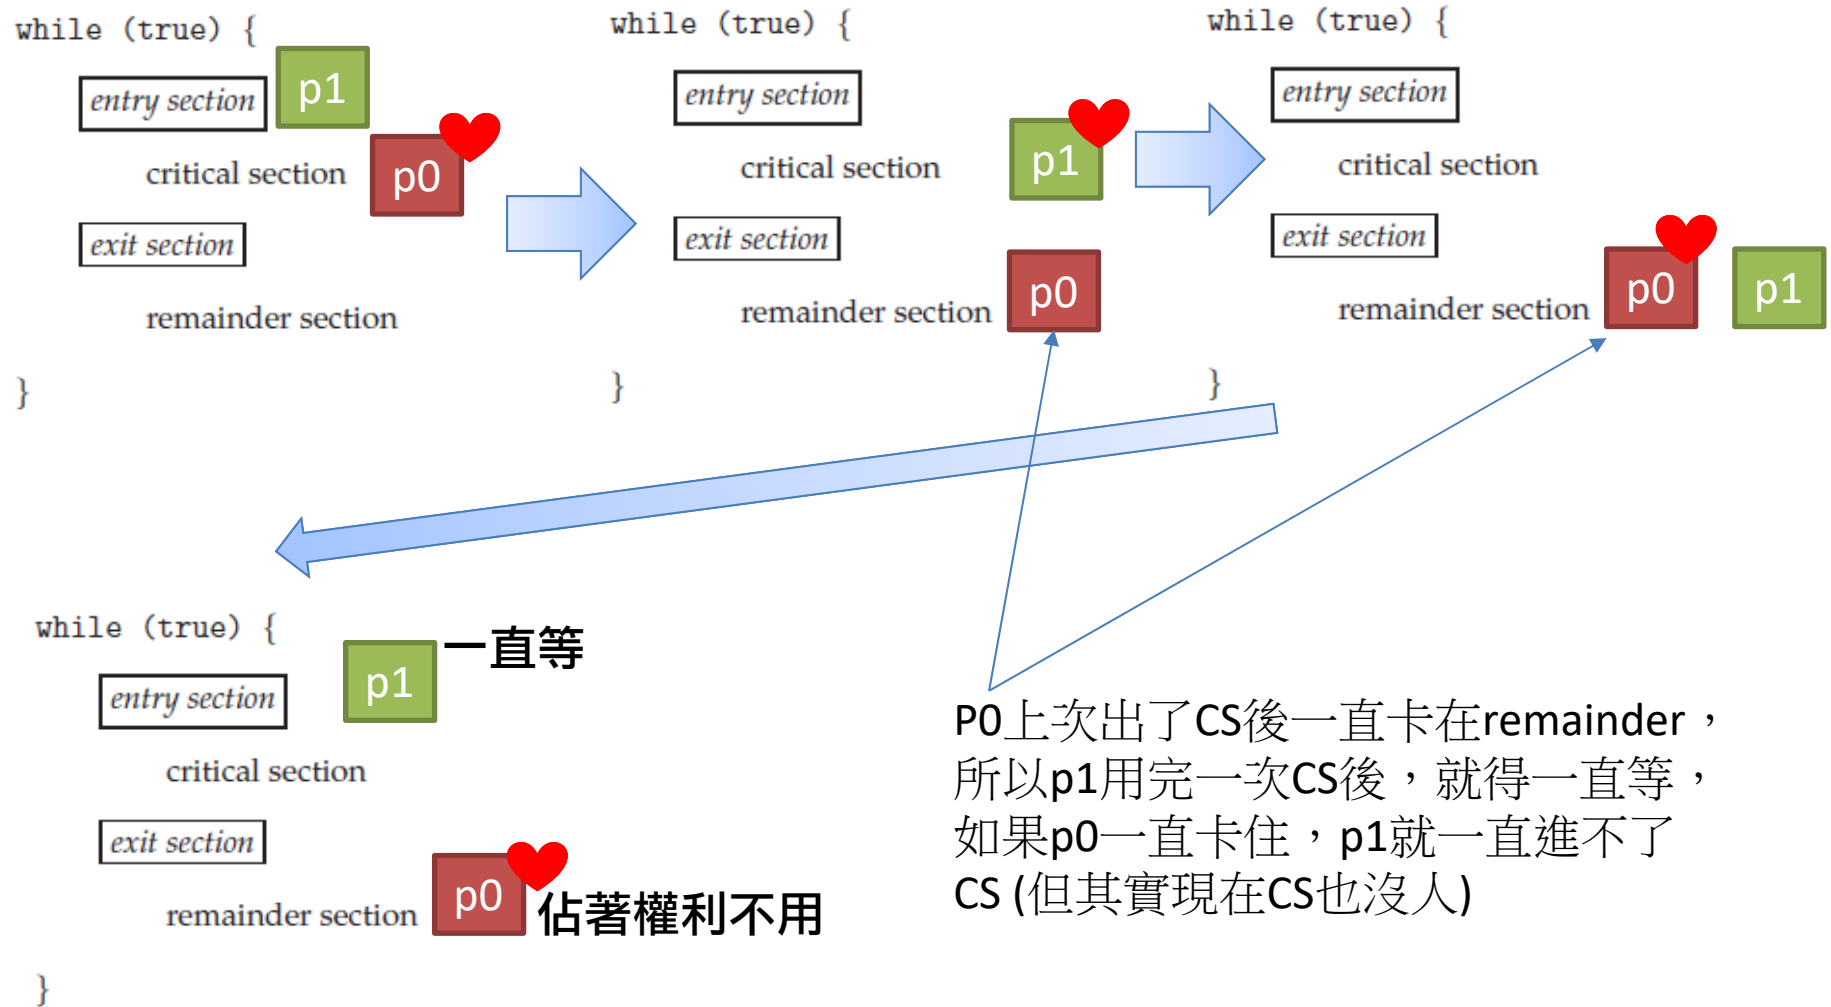 while (true) {
entry section
p1
critical section
p0
exit section
remainder section
}
while (true) {
entry section
critical section
p1
exit section
remainder section
p0
}
while (true) {
entry section
critical section
exit section
remainder section
p0
p1
}
while (true) {
p1
一直等
entry section
critical section
exit section
remainder section
p0
佔著權利不用
}
P0上次出了CS後一直卡在remainder，
所以p1用完一次CS後，就得一直等，
如果p0一直卡住，p1就一直進不了
CS (但其實現在CS也沒人)